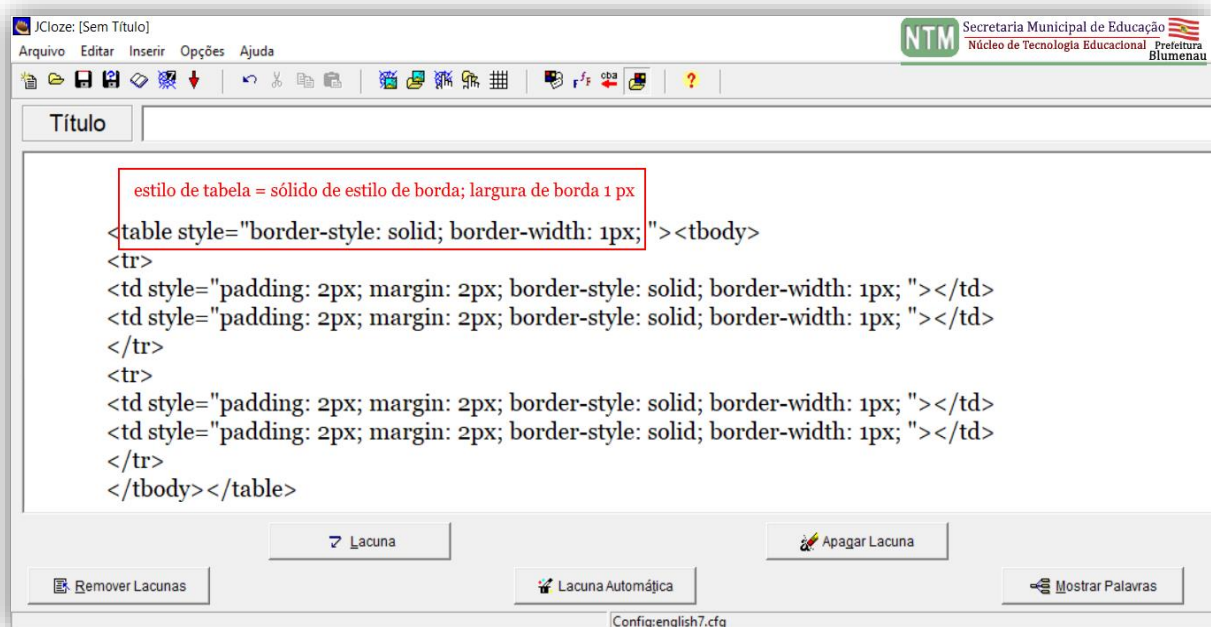 JCloze: [Sem Título]
NTM
Secretaria Municipal de Educação
Núcleo de Tecnologia Educacional
Prefeitura
Blumenau
Arquivo Editar Inserir Opções Ajuda
Título
estilo de tabela = sólido de estilo de borda; largura de borda 1 px
<table style="border-style: solid; border-width: 1px; "><tbody>
<tr>
<td style="padding: 2px; margin: 2px; border-style: solid; border-width: 1px; "></td>
<td style="padding: 2px; margin: 2px; border-style: solid; border-width: 1px; "></td>
</tr>
<tr>
<td style="padding: 2px; margin: 2px; border-style: solid; border-width: 1px; "></td>
<td style="padding: 2px; margin: 2px; border-style: solid; border-width: 1px; "></td>
</tr>
</tbody></table>
Lacuna
Apagar Lacuna
Remover Lacunas
Lacuna Automática
Mostrar Palavras
Config:english7.cfg